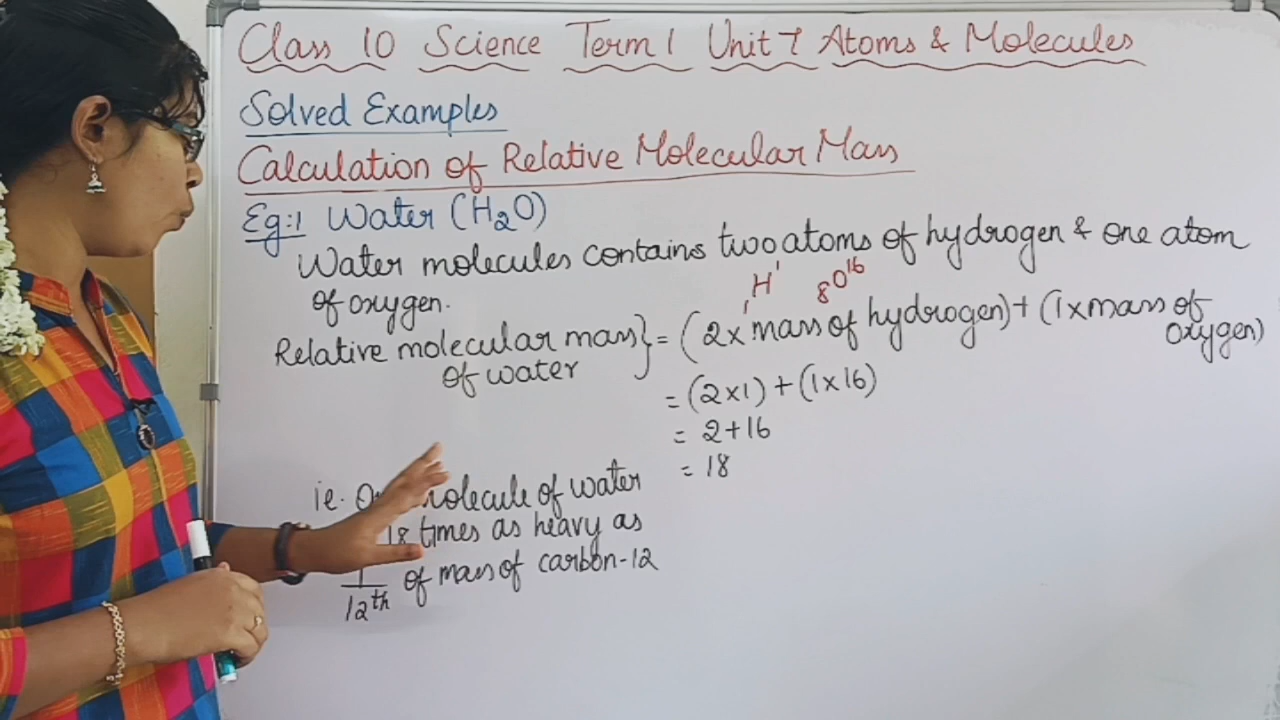 Class 10 Science Term 1 Unit 7 Atoms & Molecules
Solved Examples
Calculation of Relative Molecular Mass
Eg:1 Water (H₂O)
Water molecules contains two atoms of hydrogen & one atom
of oxygen.
₁H¹ ₈O¹⁶
Relative molecular mass } = (2 x mass of hydrogen) + (1 x mass of
of water oxygen)
= (2x1) + (1x16)
= 2+16
= 18
ie. molecule of water
18 times as heavy as
1/12th of mass of carbon-12